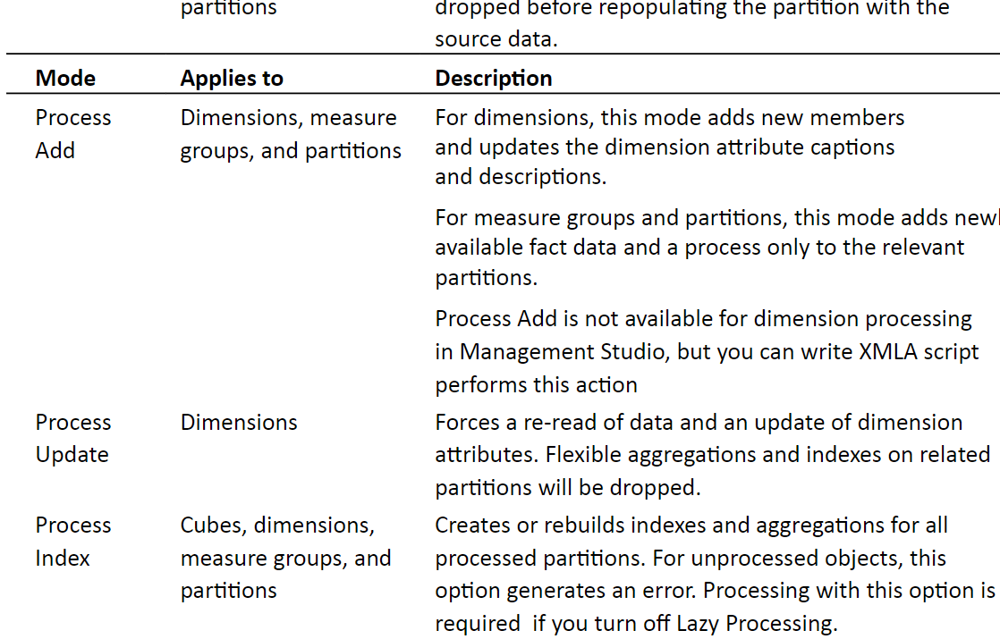 partitions dropped before repopulating the partition with the
source data.
Mode Applies to Description
Process Dimensions, measure For dimensions, this mode adds new members
Add groups, and partitions and updates the dimension attribute captions
and descriptions.
For measure groups and partitions, this mode adds newl
available fact data and a process only to the relevant
partitions.
Process Add is not available for dimension processing
in Management Studio, but you can write XMLA script
performs this action
Process Dimensions Forces a re-read of data and an update of dimension
Update attributes. Flexible aggregations and indexes on related
partitions will be dropped.
Process Cubes, dimensions, Creates or rebuilds indexes and aggregations for all
Index measure groups, and processed partitions. For unprocessed objects, this
partitions option generates an error. Processing with this option is
required  if you turn off Lazy Processing.